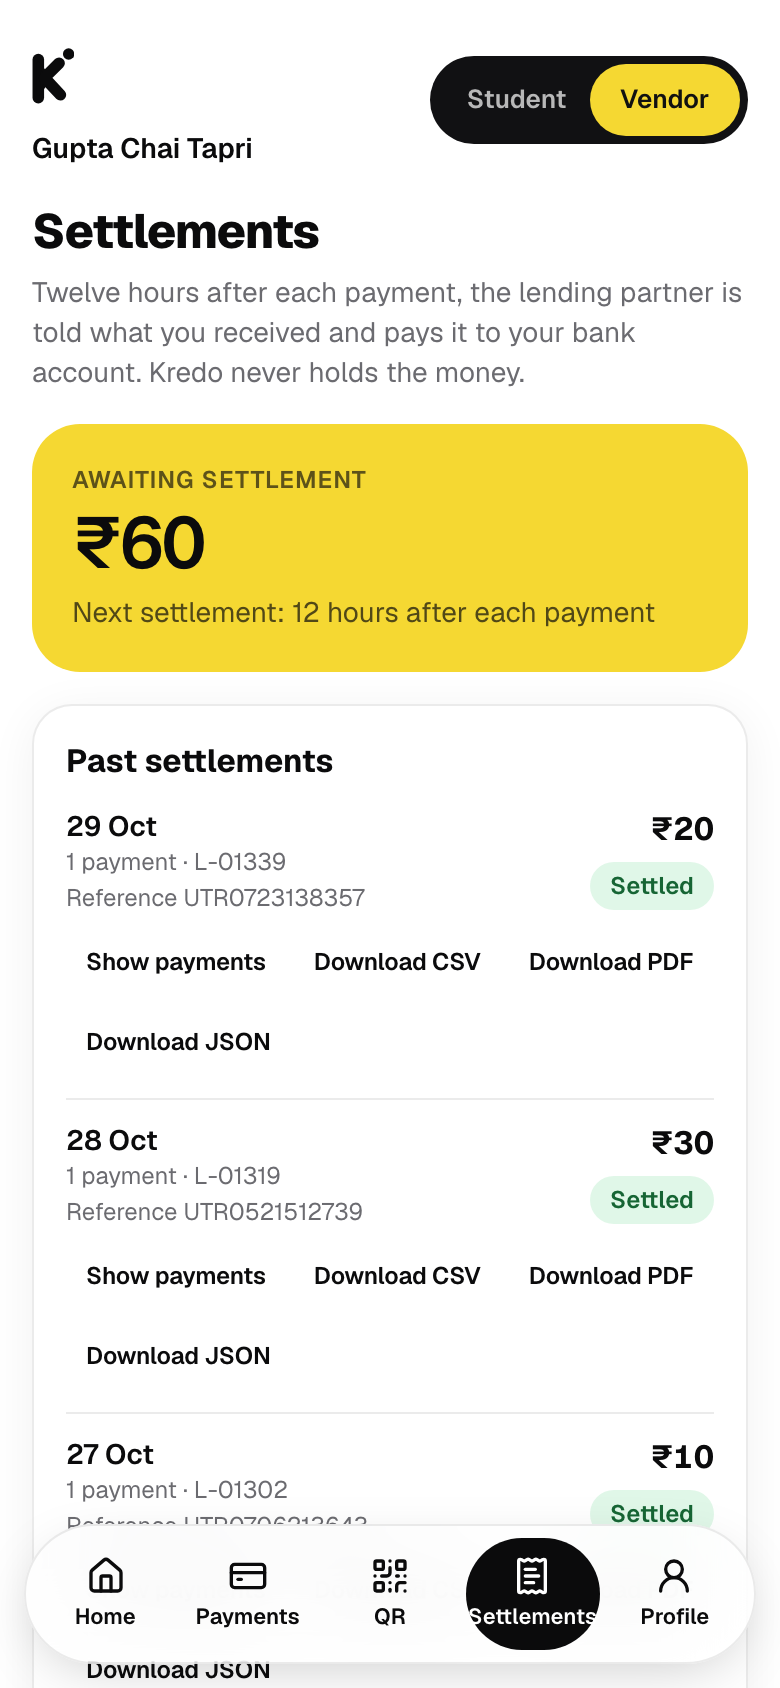 Student
Vendor
Gupta Chai Tapri
Settlements
Twelve hours after each payment, the lending partner is
told what you received and pays it to your bank
account. Kredo never holds the money.
AWAITING SETTLEMENT
₹60
Next settlement: 12 hours after each payment
Past settlements
29 Oct
₹20
1 payment · L-01339
Settled
Reference UTR0723138357
Show payments
Download CSV
Download PDF
Download JSON
28 Oct
₹30
1 payment · L-01319
Settled
Reference UTR0521512739
Show payments
Download CSV
Download PDF
Download JSON
27 Oct
₹10
1 payment · L-01302
Settled
Reference
Home
Payments
QR
Settlements
Profile
Download JSON